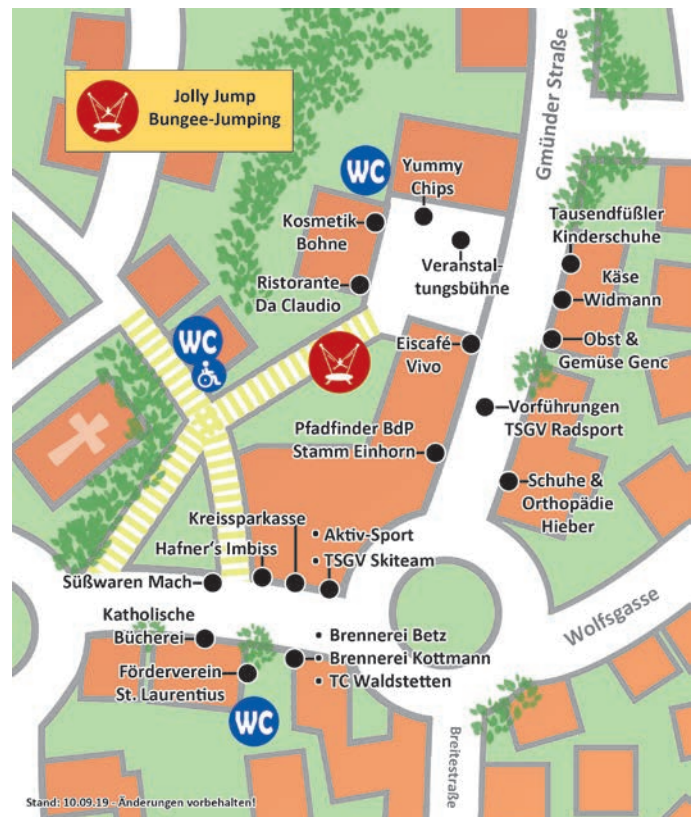 Jolly Jump
Bungee-Jumping
Gmünder Straße
WC
Yummy
Chips
Kosmetik
Bohne
Tausendfüßler
Kinderschuhe
Veranstal-
tungsbühne
Käse
Widmann
Ristorante
Da Claudio
WC
Eiscafé
Vivo
Obst &
Gemüse Genc
Vorführungen
TSGV Radsport
Pfadfinder BdP
Stamm Einhorn
Schuhe &
Orthopädie
Hieber
Kreissparkasse
• Aktiv-Sport
Hafner's Imbiss
• TSGV Skiteam
Süßwaren Mach
Wolfsgasse
Katholische
Bücherei
• Brennerei Betz
• Brennerei Kottmann
• TC Waldstetten
Förderverein
St. Laurentius
WC
Breitestraße
Stand: 10.09.19 - Änderungen vorbehalten!